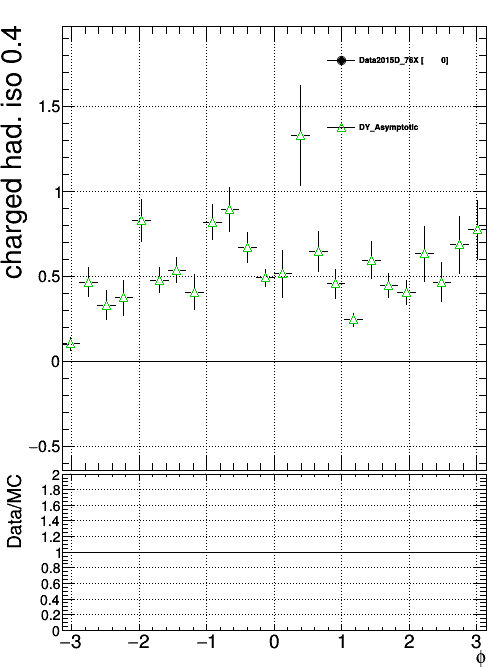 charged had. iso 0.4
Data2015D_76X [ 0]
DY_Asymptotic
1.5
1
0.5
0
−0.5
Data/MC
2
1.8
1.6
1.4
1.2
1
0.8
0.6
0.4
0.2
0
−3 −2 −1 0 1 2 3
ϕ